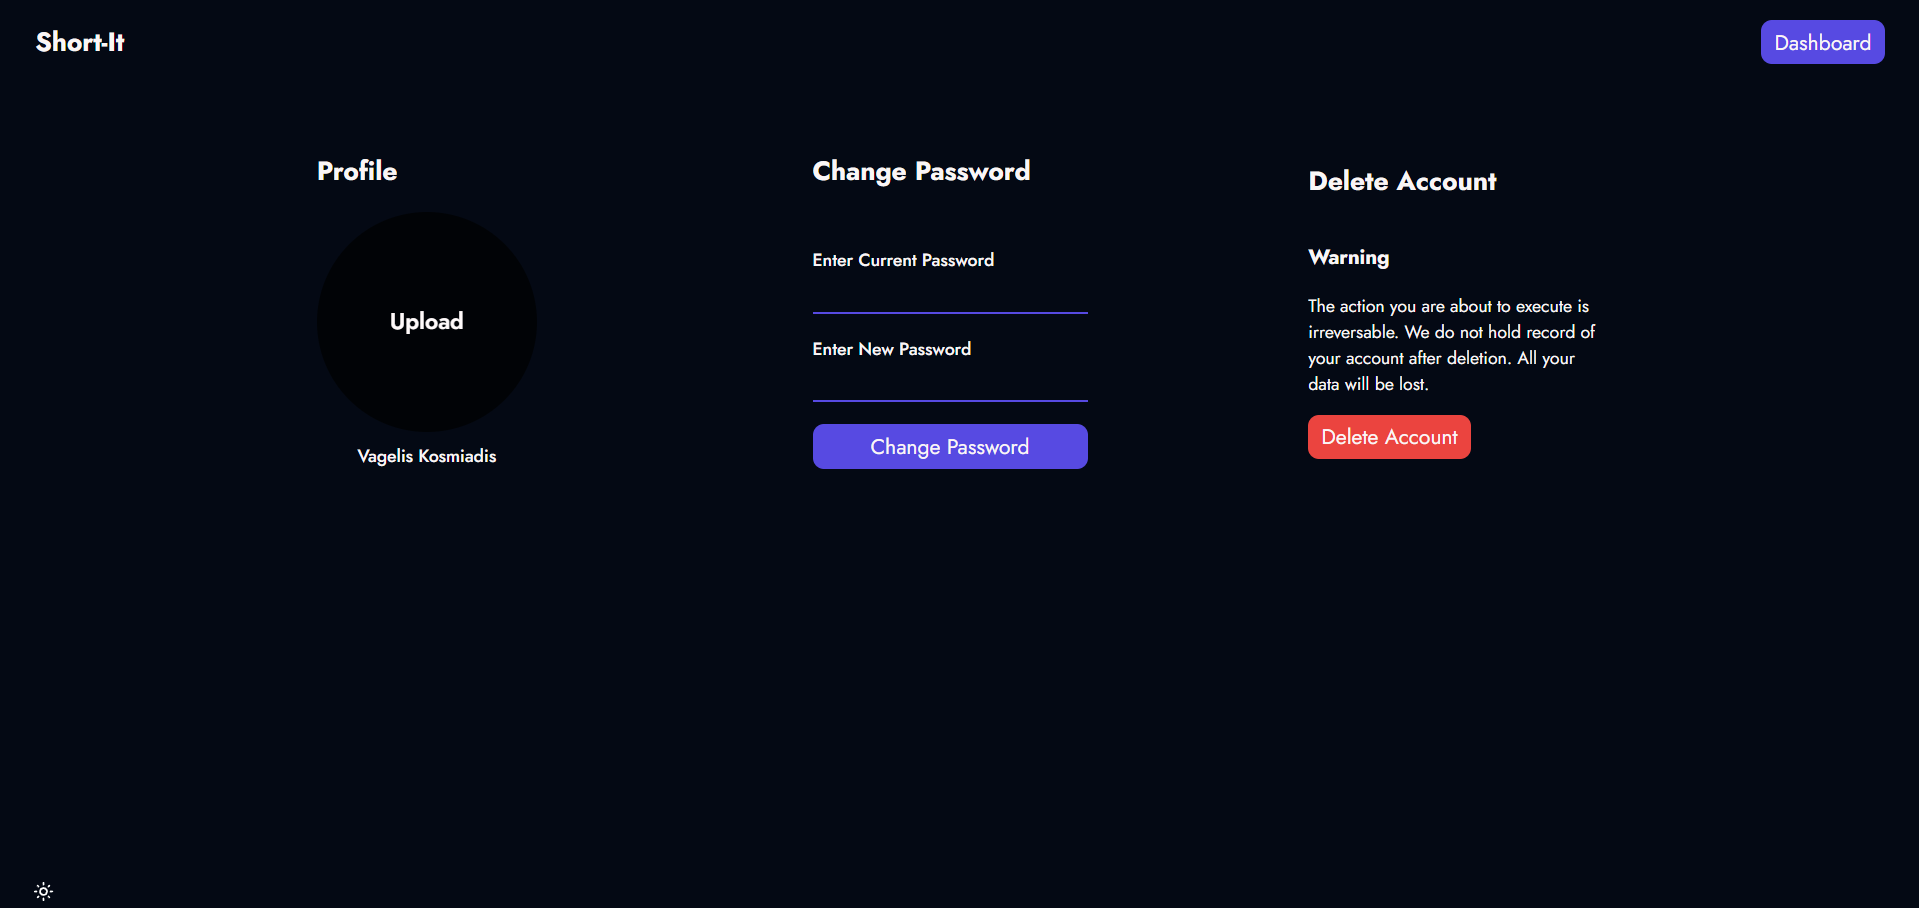 Short-It
Dashboard
Profile
Upload
Vagelis Kosmiadis
Change Password
Enter Current Password
Enter New Password
Change Password
Delete Account
Warning
The action you are about to execute is
irreversable. We do not hold record of
your account after deletion. All your
data will be lost.
Delete Account